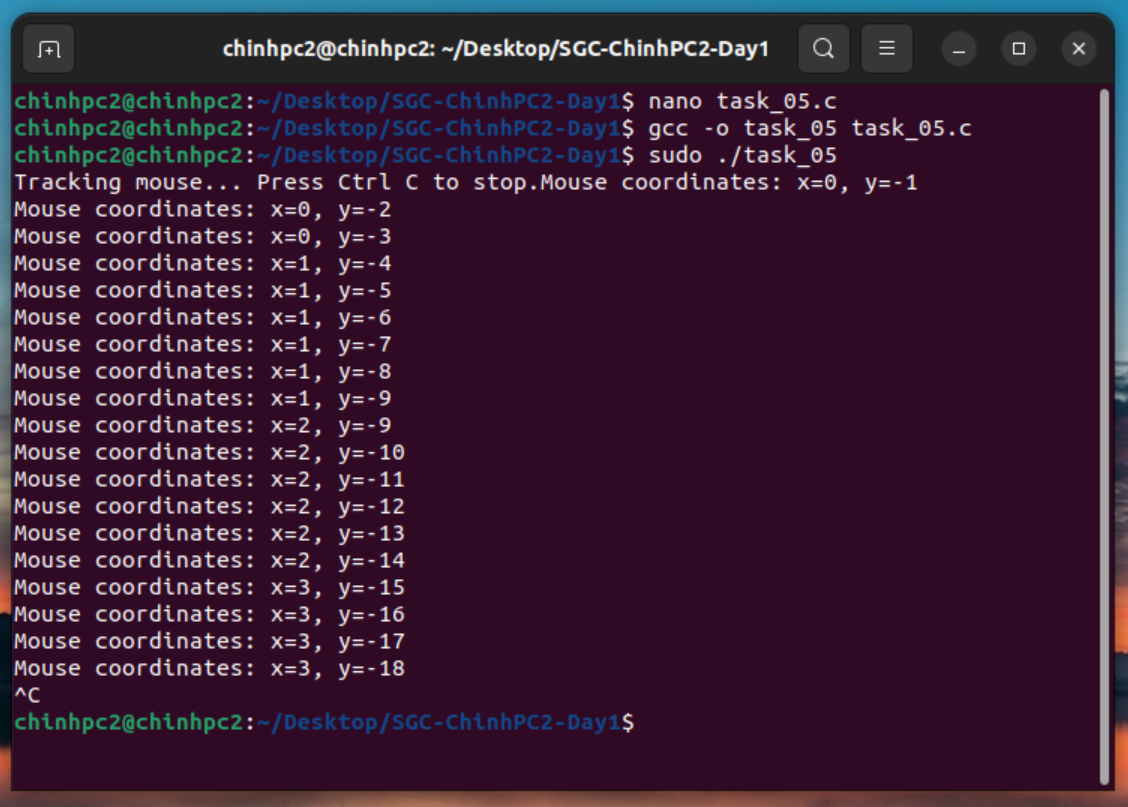 chinhpc2@chinhpc2: ~/Desktop/SGC-ChinhPC2-Day1
chinhpc2@chinhpc2:~/Desktop/SGC-ChinhPC2-Day1$ nano task_05.c
chinhpc2@chinhpc2:~/Desktop/SGC-ChinhPC2-Day1$ gcc -o task_05 task_05.c
chinhpc2@chinhpc2:~/Desktop/SGC-ChinhPC2-Day1$ sudo ./task_05
Tracking mouse... Press Ctrl C to stop.Mouse coordinates: x=0, y=-1
Mouse coordinates: x=0, y=-2
Mouse coordinates: x=0, y=-3
Mouse coordinates: x=1, y=-4
Mouse coordinates: x=1, y=-5
Mouse coordinates: x=1, y=-6
Mouse coordinates: x=1, y=-7
Mouse coordinates: x=1, y=-8
Mouse coordinates: x=1, y=-9
Mouse coordinates: x=2, y=-9
Mouse coordinates: x=2, y=-10
Mouse coordinates: x=2, y=-11
Mouse coordinates: x=2, y=-12
Mouse coordinates: x=2, y=-13
Mouse coordinates: x=2, y=-14
Mouse coordinates: x=3, y=-15
Mouse coordinates: x=3, y=-16
Mouse coordinates: x=3, y=-17
Mouse coordinates: x=3, y=-18
^C
chinhpc2@chinhpc2:~/Desktop/SGC-ChinhPC2-Day1$